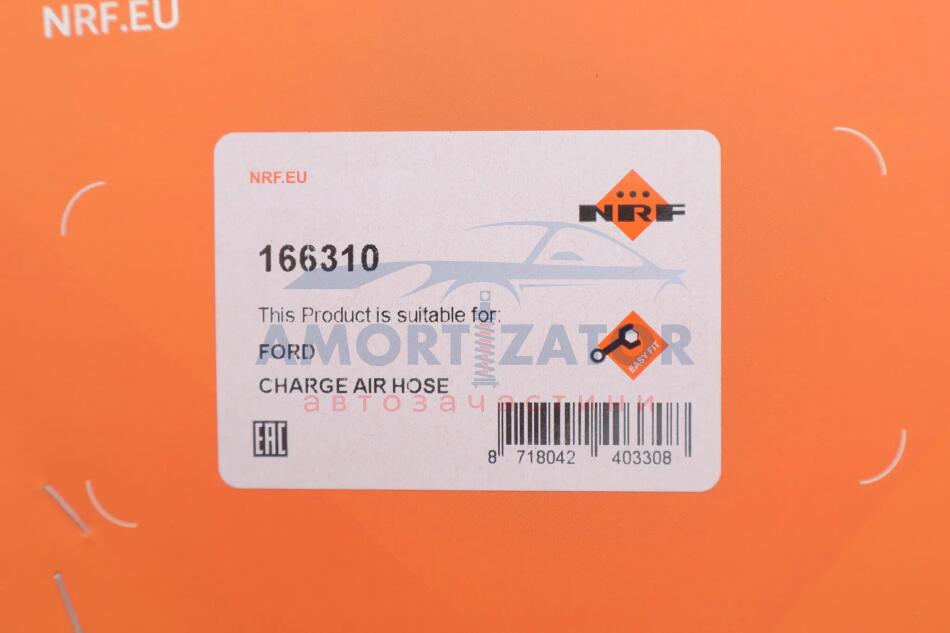 NRF.EU
NRF.EU
NRF
166310
This Product is suitable for:
AMORTIZATOR
FORD
EASY FIT
CHARGE AIR HOSE
автозачастини
EAC
8 718042 403308